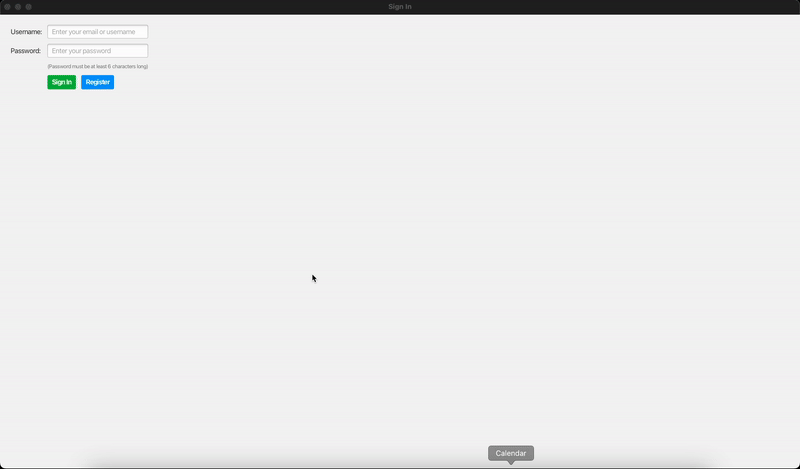 Sign In
Username: Enter your email or username
Password: Enter your password
(Password must be at least 6 characters long)
Sign In Register
Calendar